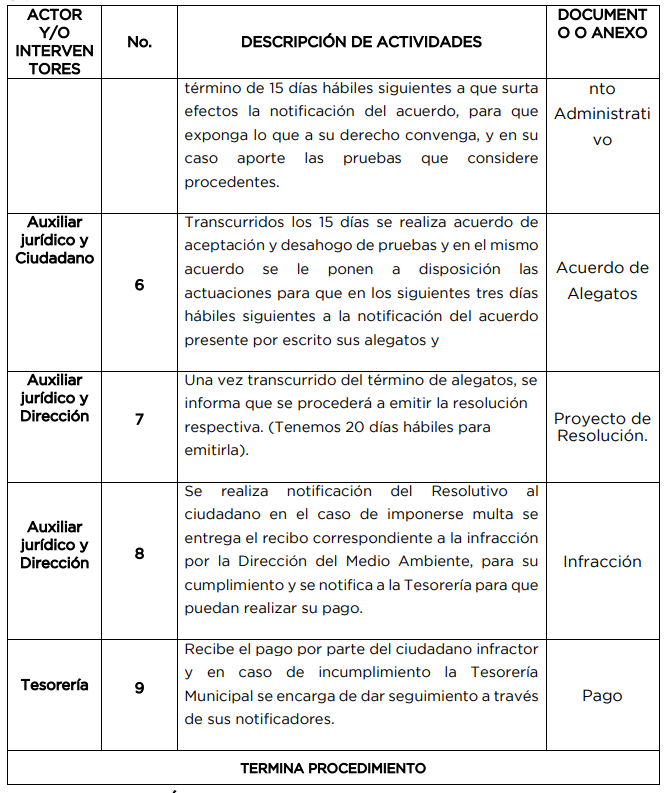 ACTOR
Y/O
INTERVEN
TORES
No.
DESCRIPCIÓN DE ACTIVIDADES
DOCUMENT
O O ANEXO
término de 15 días hábiles siguientes a que surta
efectos la notificación del acuerdo, para que
exponga lo que a su derecho convenga, y en su
caso aporte las pruebas que considere
procedentes.
nto
Administrati
vo
Auxiliar
jurídico y
Ciudadano
6
Transcurridos los 15 días se realiza acuerdo de
aceptación y desahogo de pruebas y en el mismo
acuerdo se le ponen a disposición las
actuaciones para que en los siguientes tres días
hábiles siguientes a la notificación del acuerdo
presente por escrito sus alegatos y
Acuerdo de
Alegatos
Auxiliar
jurídico y
Dirección
7
Una vez transcurrido del término de alegatos, se
informa que se procederá a emitir la resolución
respectiva. (Tenemos 20 días hábiles para
emitirla).
Proyecto de
Resolución.
Auxiliar
jurídico y
Dirección
8
Se realiza notificación del Resolutivo al
ciudadano en el caso de imponerse multa se
entrega el recibo correspondiente a la infracción
por la Dirección del Medio Ambiente, para su
cumplimiento y se notifica a la Tesorería para que
puedan realizar su pago.
Infracción
Tesorería
9
Recibe el pago por parte del ciudadano infractor
y en caso de incumplimiento la Tesorería
Municipal se encarga de dar seguimiento a través
de sus notificadores.
Pago
TERMINA PROCEDIMIENTO